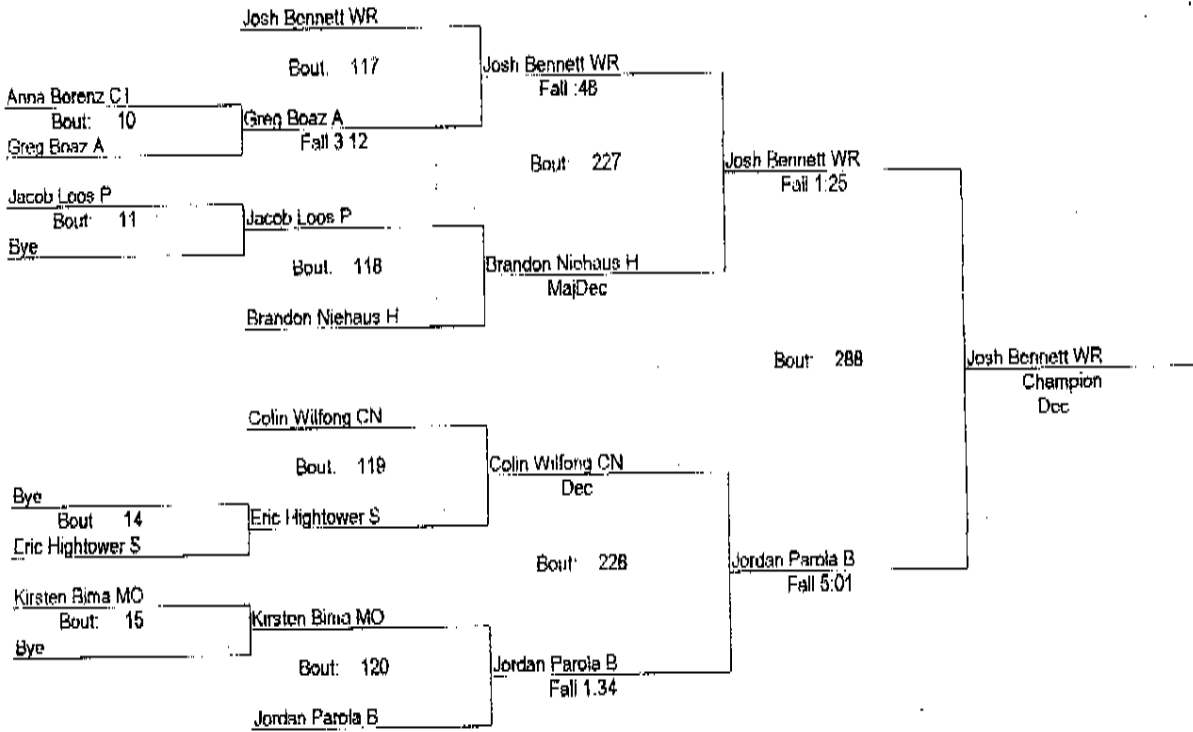 Josh Bennett WR
Bout. 117
Josh Bennett WR
Fall :48
Anna Borenz CI
Bout: 10
Greg Boaz A
Fall 3 12
Greg Boaz A
Bout: 227
Josh Bennett WR
Fall 1:25
Jacob Loos P
Bout: 11
Jacob Loos P
Bye
Bout. 118
Brandon Niehaus H
MajDec
Brandon Niehaus H
Bout: 288
Josh Bennett WR
Champion
Dec
Colin Wilfong CN
Bout. 119
Colin Wilfong CN
Dec
Bye
Bout 14
Eric Hightower S
Eric Hightower S
Bout: 228
Jordan Parola B
Fall 5:01
Kirsten Bima MO
Bout: 15
Kirsten Bima MO
Bye
Bout: 120
Jordan Parola B
Fall 1.34
Jordan Parola B